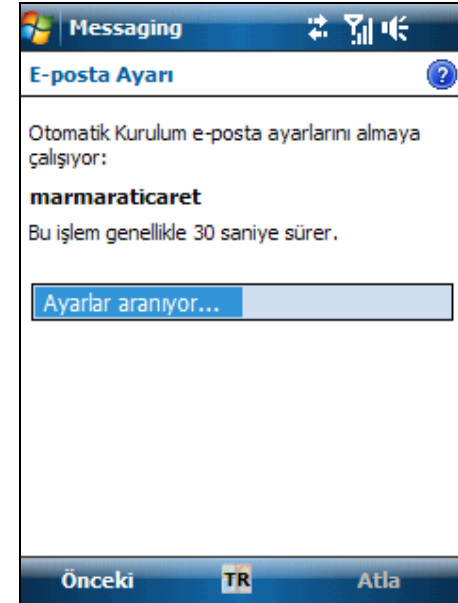 Messaging
E-posta Ayarı
?
Otomatik Kurulum e-posta ayarlarını almaya
çalışıyor:
marmaraticaret
Bu işlem genellikle 30 saniye sürer.
Ayarlar aranıyor...
Önceki TR Atla